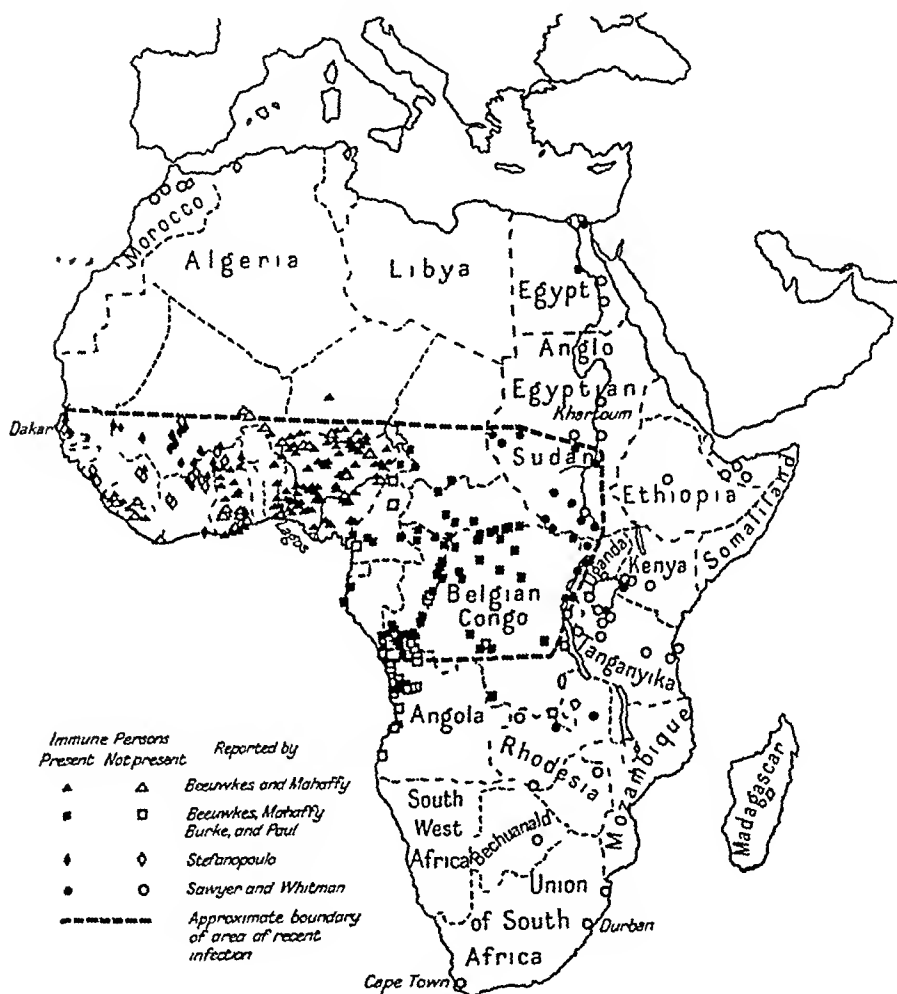 Morocco
Algeria
Libya
Egypt
Anglo
Egyptian
Khartoum
Sudan
Dakar
Lagos
Ethiopia
Somaliland
Uganda
Kenya
Belgian
Congo
Tanganyika
Angola
Rhodesia
Mozambique
Madagascar
South
West
Africa
Bechuanald
Union
of South
Africa
Durban
Cape Town
Immune Persons
Present Not present Reported by
Beeuwkes and Mahaffy
Beeuwkes, Mahaffy
Burke, and Paul
Stefanopoulo
Sawyer and Whitman
Approximate boundary
of area of recent
infection